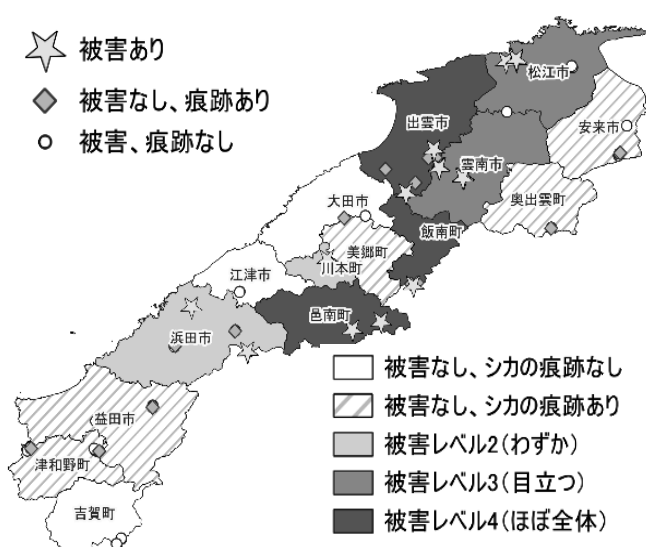 被害あり
被害なし、痕跡あり
被害、痕跡なし
松江市
出雲市
安来市
雲南市
奥出雲町
大田市
飯南町
美郷町
川本町
江津市
邑南町
浜田市
益田市
津和野町
吉賀町
被害なし、シカの痕跡なし
被害なし、シカの痕跡あり
被害レベル2(わずか)
被害レベル3(目立つ)
被害レベル4(ほぼ全体)